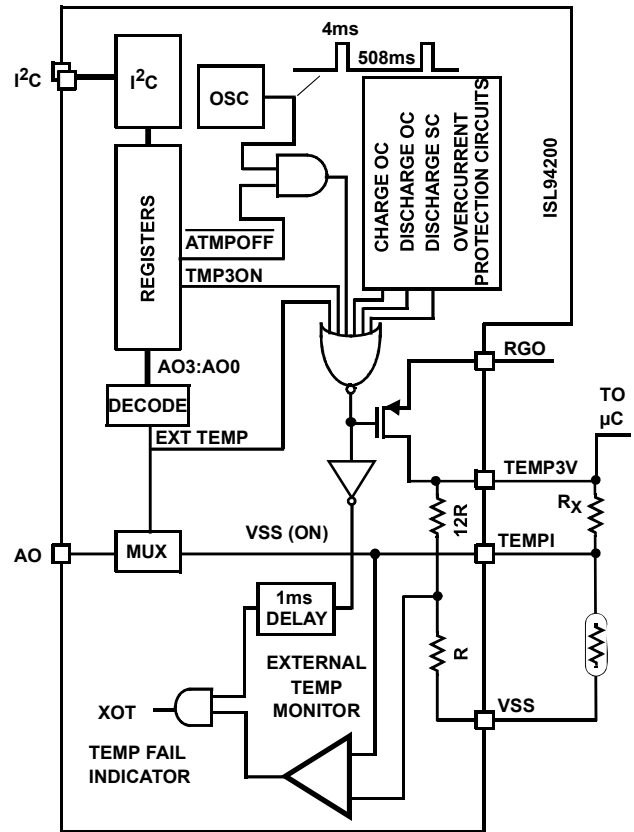 4ms
508ms
I²C
I²C
OSC
CHARGE OC
DISCHARGE OC
DISCHARGE SC
OVERCURRENT
PROTECTION CIRCUITS
ISL94200
REGISTERS
ATMPOFF
TMP3ON
RGO
AO3:AO0
TO
µC
DECODE
EXT TEMP
TEMP3V
12R
RX
VSS (ON)
TEMPI
AO
MUX
1ms
DELAY
R
EXTERNAL
TEMP
MONITOR
VSS
XOT
TEMP FAIL
INDICATOR